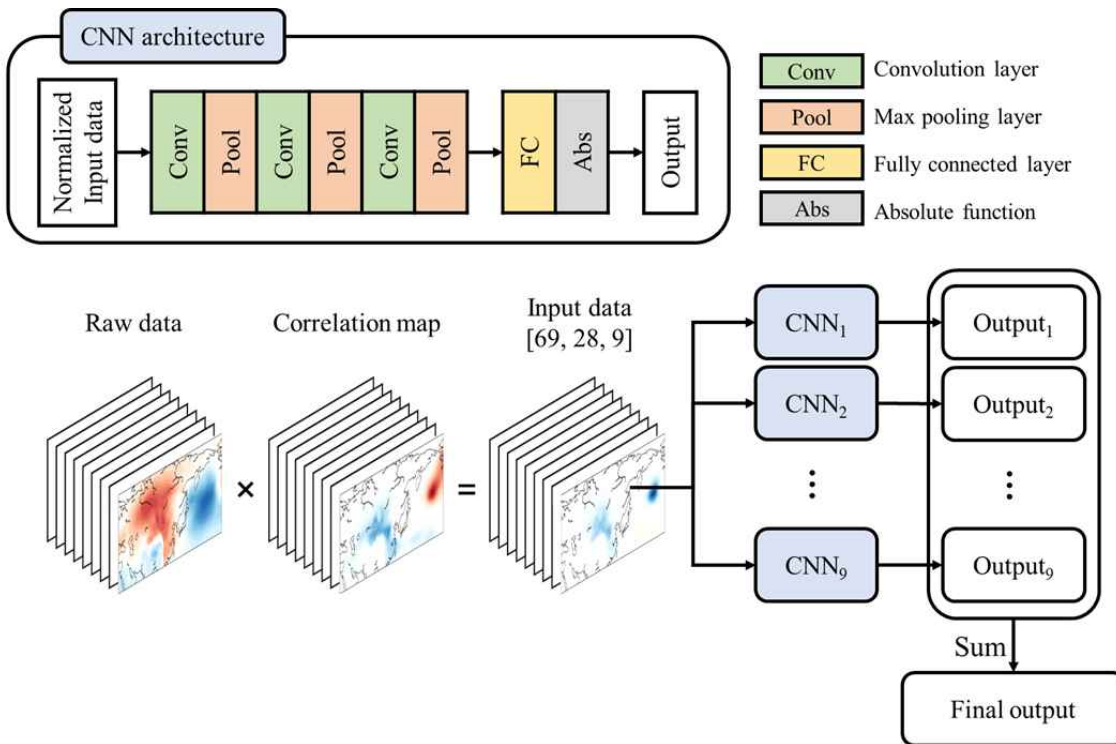 CNN architecture
Normalized
Input data
Conv
Pool
Conv
Pool
Conv
Pool
FC
Abs
Output
Conv
Convolution layer
Pool
Max pooling layer
FC
Fully connected layer
Abs
Absolute function
Raw data
Correlation map
Input data
[69, 28, 9]
×
=
CNN₁
Output₁
CNN₂
Output₂
⋮
⋮
CNN₉
Output₉
Sum
Final output